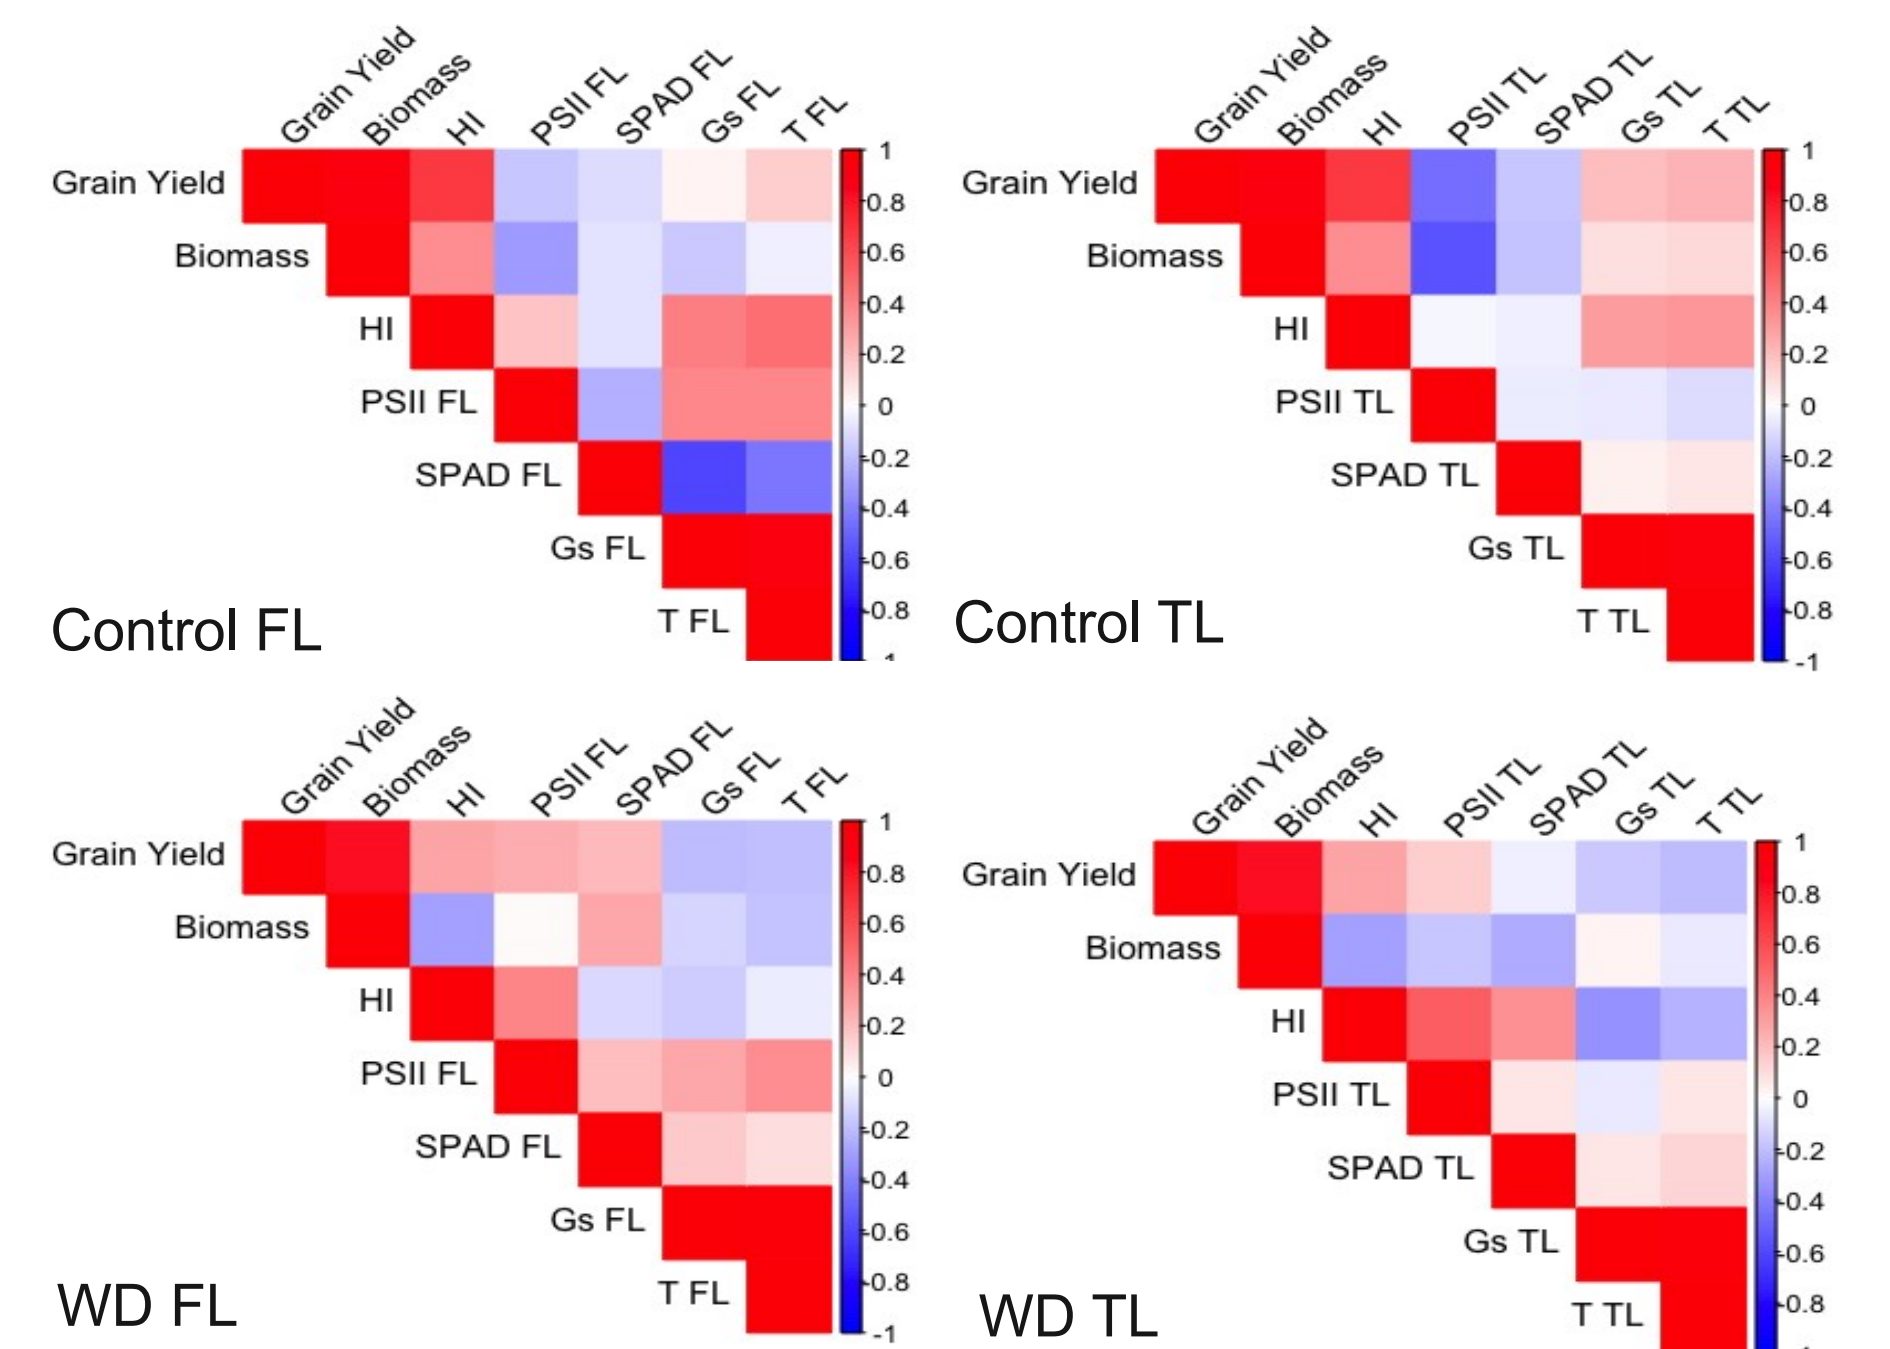 Grain Yield
Biomass
HI
PSII FL
SPAD FL
Gs FL
T FL
Grain Yield
Biomass
HI
PSII FL
SPAD FL
Gs FL
T FL
1
0.8
0.6
0.4
0.2
0
-0.2
-0.4
-0.6
-0.8
-1
Control FL
Grain Yield
Biomass
HI
PSII TL
SPAD TL
Gs TL
T TL
Grain Yield
Biomass
HI
PSII TL
SPAD TL
Gs TL
T TL
1
0.8
0.6
0.4
0.2
0
-0.2
-0.4
-0.6
-0.8
-1
Control TL
Grain Yield
Biomass
HI
PSII FL
SPAD FL
Gs FL
T FL
Grain Yield
Biomass
HI
PSII FL
SPAD FL
Gs FL
T FL
1
0.8
0.6
0.4
0.2
0
-0.2
-0.4
-0.6
-0.8
-1
WD FL
Grain Yield
Biomass
HI
PSII TL
SPAD TL
Gs TL
T TL
Grain Yield
Biomass
HI
PSII TL
SPAD TL
Gs TL
T TL
1
0.8
0.6
0.4
0.2
0
-0.2
-0.4
-0.6
-0.8
WD TL